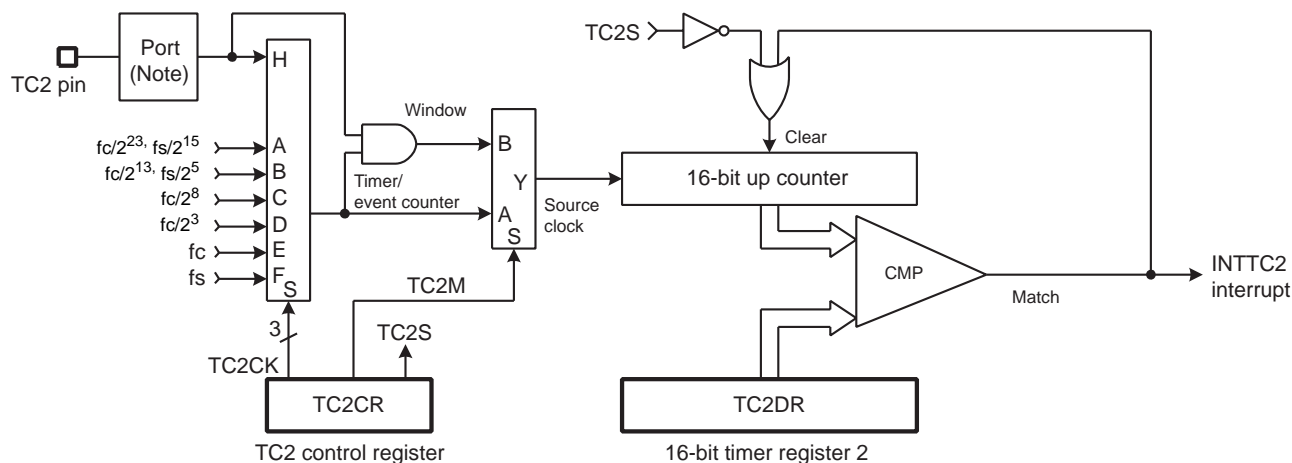 TC2 pin
Port
(Note)
H
fc/2^23, fs/2^15
A
fc/2^13, fs/2^5
B
fc/2^8
C
fc/2^3
D
fc
E
fs
F
S
3
TC2CK
Window
Timer/
event counter
B
Y
A
S
Source
clock
TC2M
TC2S
TC2CR
TC2 control register
TC2S
Clear
16-bit up counter
CMP
Match
INTTC2
interrupt
TC2DR
16-bit timer register 2